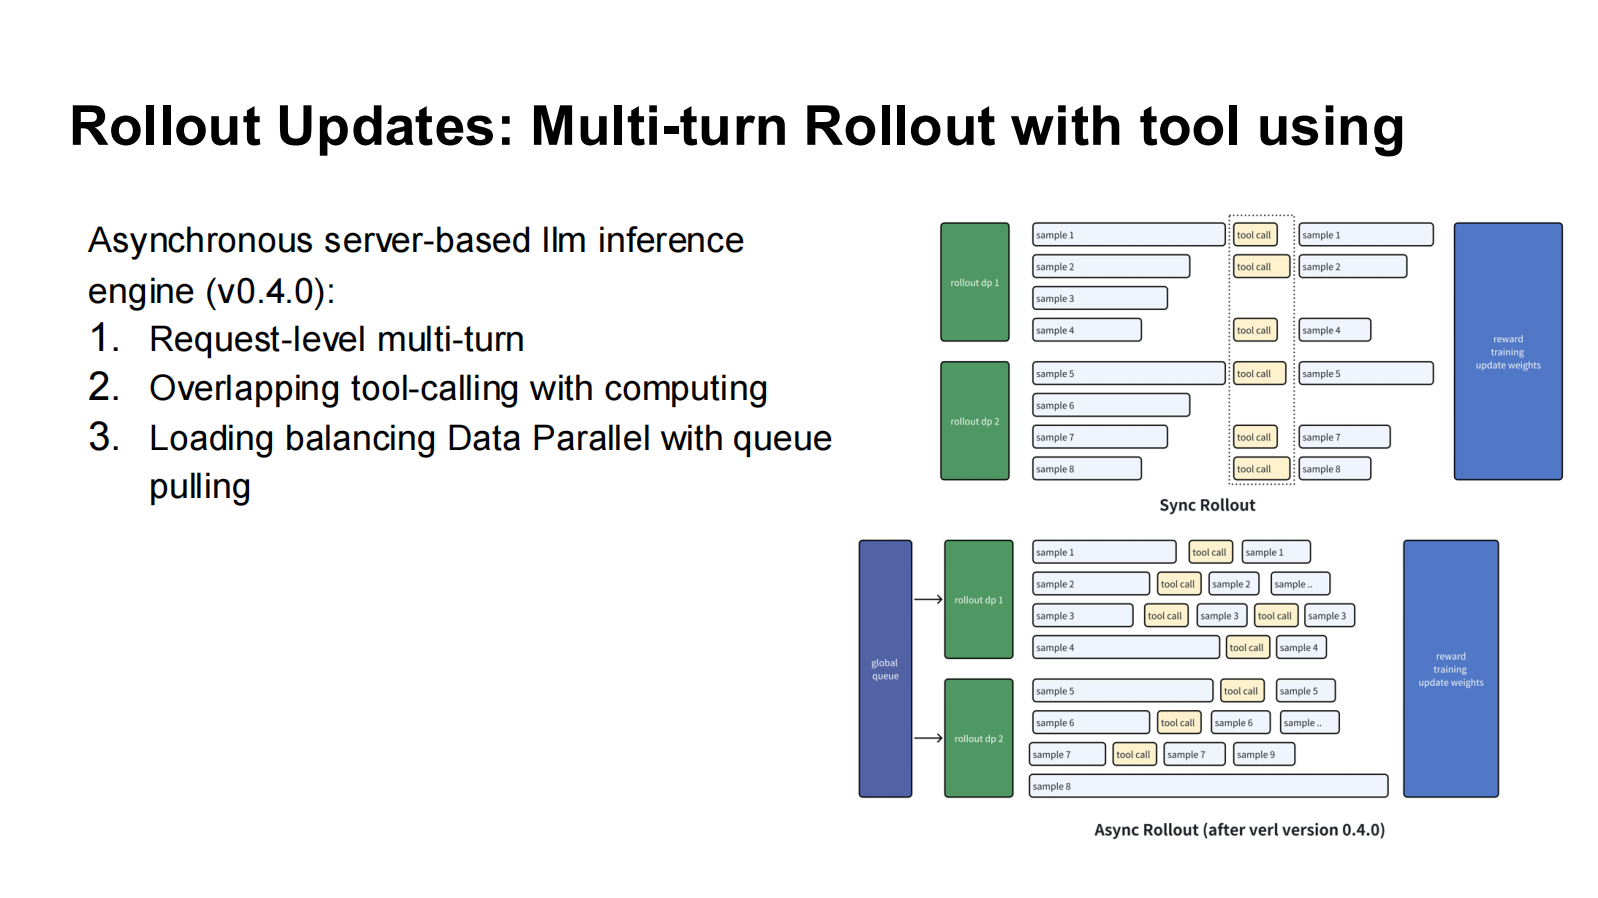 Rollout Updates: Multi-turn Rollout with tool using
Asynchronous server-based llm inference
engine (v0.4.0):
1. Request-level multi-turn
2. Overlapping tool-calling with computing
3. Loading balancing Data Parallel with queue
pulling
rollout dp 1
sample 1 tool call sample 1
sample 2 tool call sample 2
sample 3
sample 4 tool call sample 4
rollout dp 2
sample 5 tool call sample 5
sample 6
sample 7 tool call sample 7
sample 8 tool call sample 8
reward
training
update weights
Sync Rollout
global
queue
rollout dp 1
sample 1 tool call sample 1
sample 2 tool call sample 2 sample ..
sample 3 tool call sample 3 tool call sample 3
sample 4 tool call sample 4
rollout dp 2
sample 5 tool call sample 5
sample 6 tool call sample 6 sample ..
sample 7 tool call sample 7 sample 9
sample 8
reward
training
update weights
Async Rollout (after verl version 0.4.0)